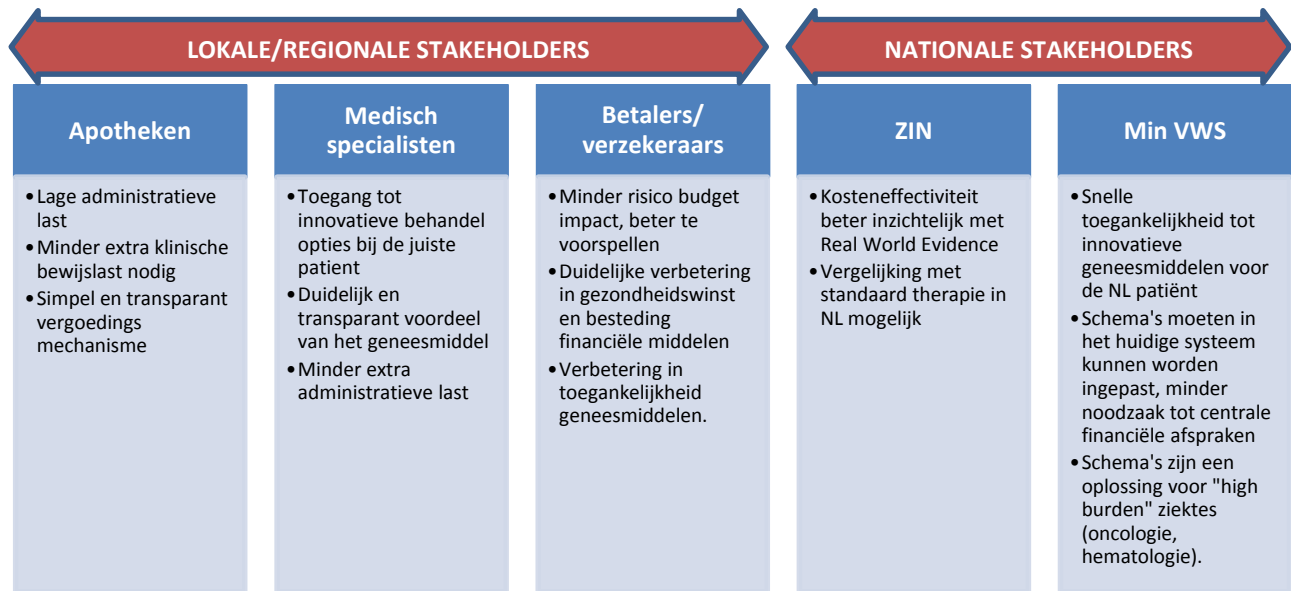 LOKALE/REGIONALE STAKEHOLDERS
NATIONALE STAKEHOLDERS
Apotheken
•Lage administratieve
last
•Minder extra klinische
bewijslast nodig
•Simpel en transparant
vergoedings
mechanisme
Medisch
specialisten
•Toegang tot
innovatieve behandel
opties bij de juiste
patient
•Duidelijk en
transparant voordeel
van het geneesmiddel
•Minder extra
administratieve last
Betalers/
verzekeraars
•Minder risico budget
impact, beter te
voorspellen
•Duidelijke verbetering
in gezondheidswinst
en besteding
financiële middelen
•Verbetering in
toegankelijkheid
geneesmiddelen.
ZIN
•Kosteneffectiviteit
beter inzichtelijk met
Real World Evidence
•Vergelijking met
standaard therapie in
NL mogelijk
Min VWS
•Snelle
toegankelijkheid tot
innovatieve
geneesmiddelen voor
de NL patiënt
•Schema's moeten in
het huidige systeem
kunnen worden
ingepast, minder
noodzaak tot centrale
financiële afspraken
•Schema's zijn een
oplossing voor "high
burden" ziektes
(oncologie,
hematologie).